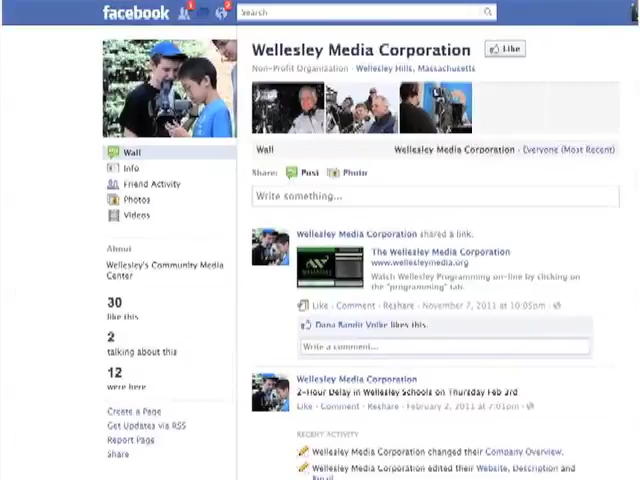 facebook
1
2
Search
Wellesley Media Corporation
Like
Non-Profit Organization · Wellesley Hills, Massachusetts
Wall
Wellesley Media Corporation · Everyone (Most Recent)
Share: Post Photo
Write something...
Wall
Info
Friend Activity
Photos
Videos
About
Wellesley's Community Media
Center
30
like this
2
talking about this
12
were here
Create a Page
Get Updates via RSS
Report Page
Share
Wellesley Media Corporation shared a link.
The Wellesley Media Corporation
www.wellesleymedia.org
Watch Wellesley Programming on-line by clicking on
the "programming" tab.
Like · Comment · Reshare · November 7, 2011 at 10:05pm
likes this.
Write a comment...
Wellesley Media Corporation
2-Hour Delay in Wellesley Schools on Thursday Feb 3rd
Like · Comment · Reshare · February 2, 2011 at 7:01pm
RECENT ACTIVITY
Wellesley Media Corporation changed their Company Overview.
Wellesley Media Corporation edited their Website, Description and
Email